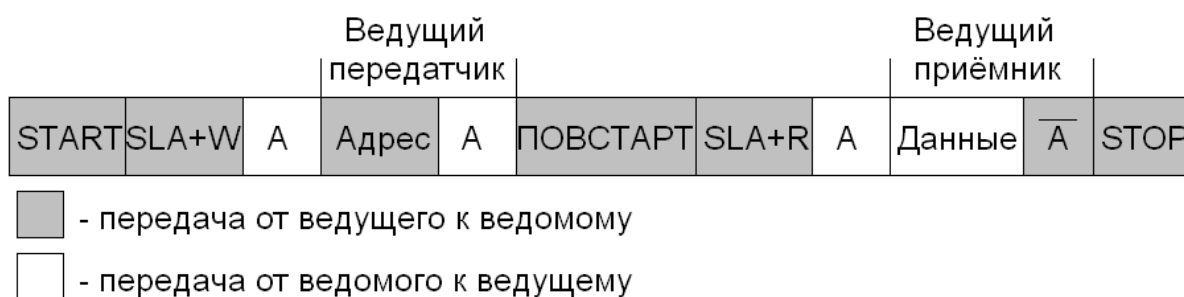 Ведущий Ведущий
передатчик приёмник
START SLA+W A Адрес A ПОВСТАРТ SLA+R A Данные A STOP
- передача от ведущего к ведомому
- передача от ведомого к ведущему